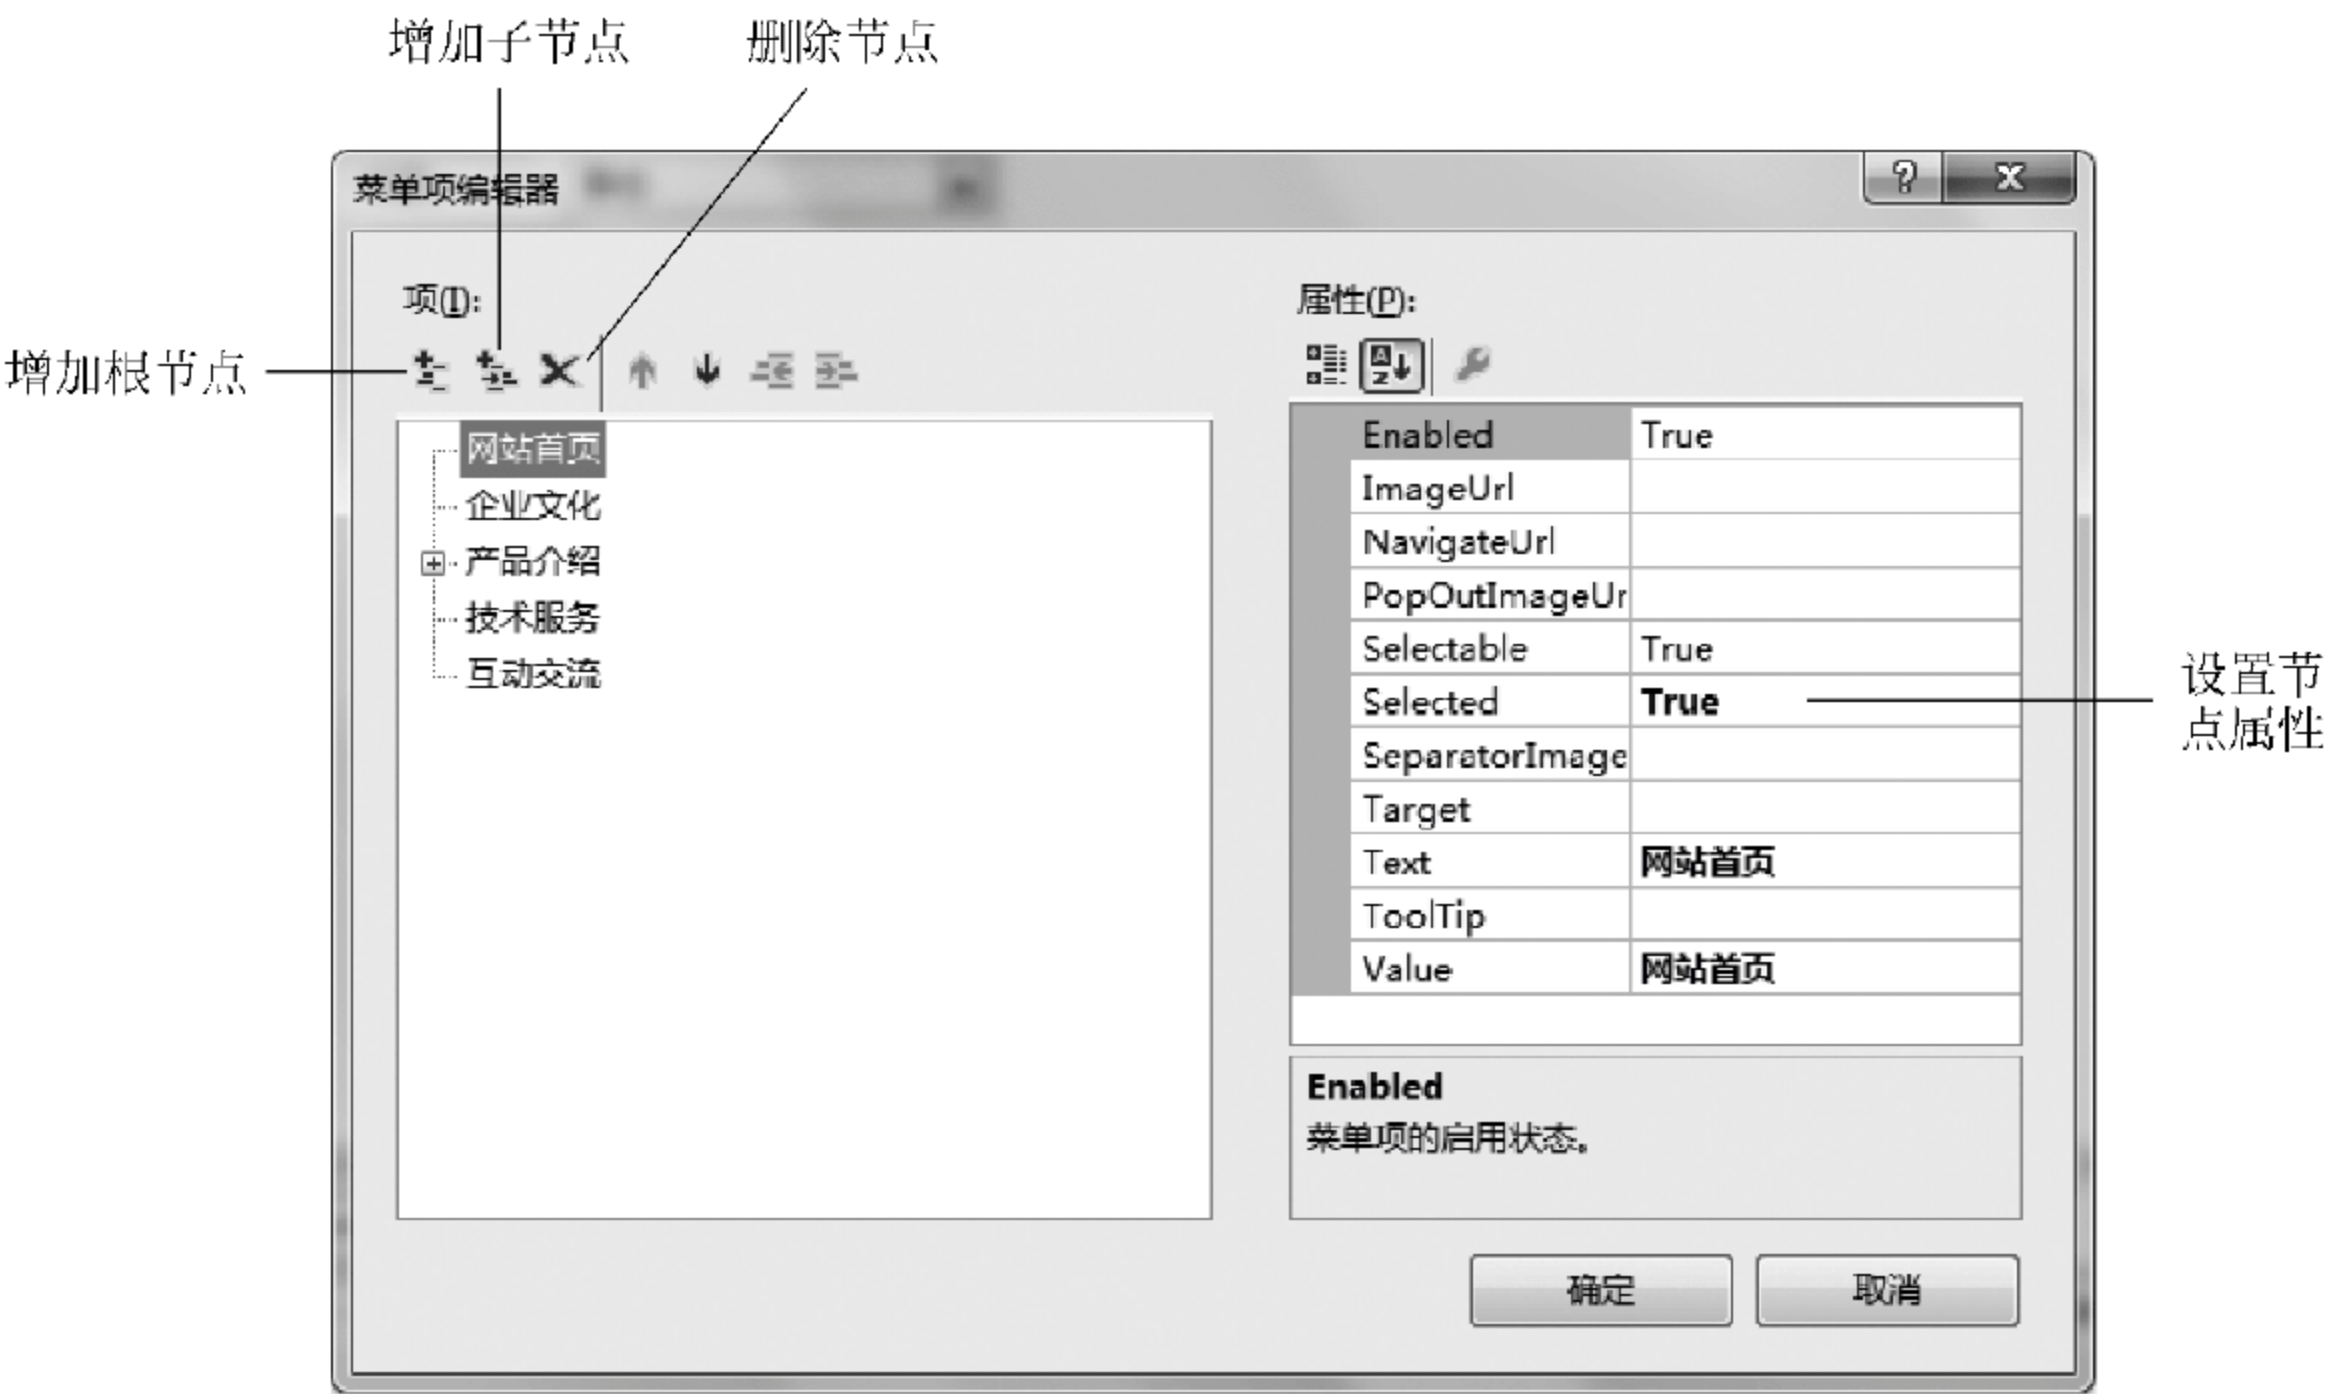 增加子节点
删除节点
菜单项编辑器
项(I):
属性(P):
增加根节点
网站首页
企业文化
产品介绍
技术服务
互动交流
Enabled True
ImageUrl
NavigateUrl
PopOutImageUr
Selectable True
Selected True
SeparatorImage
Target
Text 网站首页
ToolTip
Value 网站首页
设置节
点属性
Enabled
菜单项的启用状态。
确定
取消